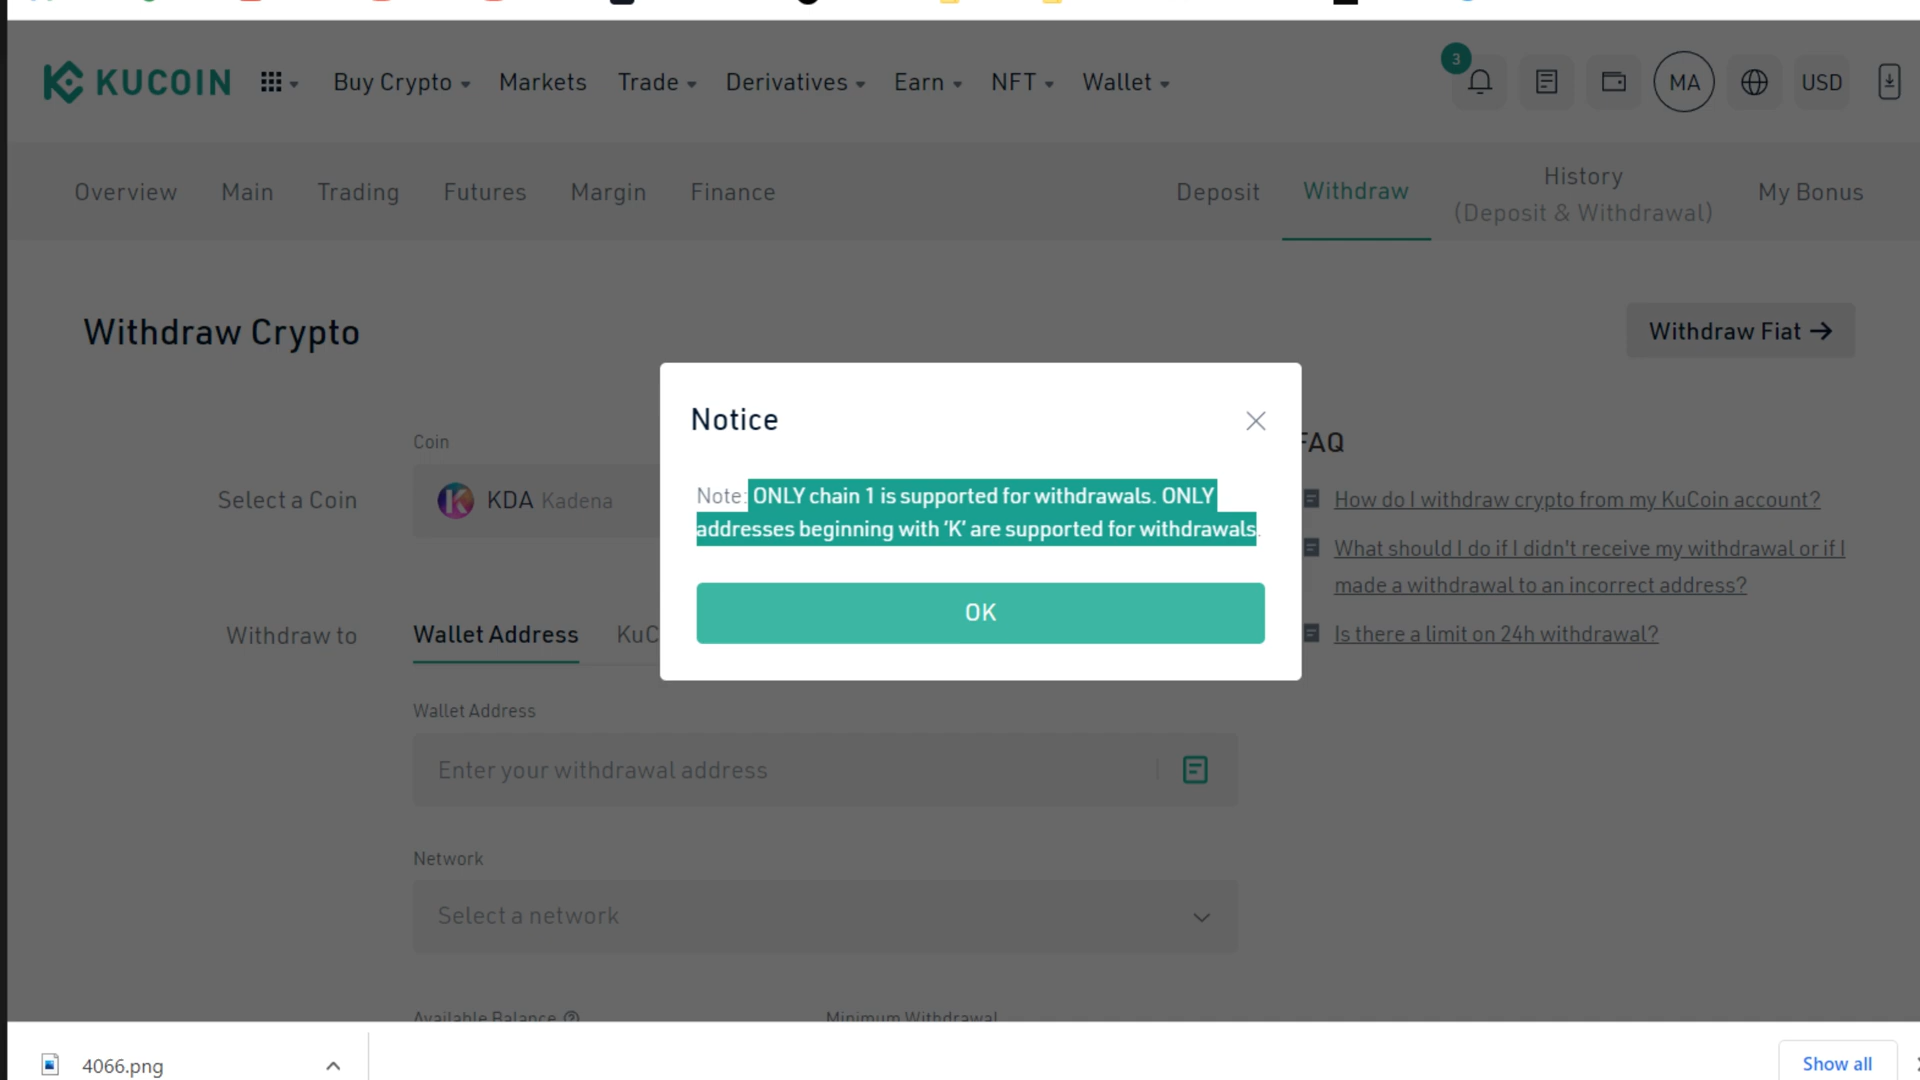 KUCOIN
Buy Crypto Markets Trade Derivatives Earn NFT Wallet
3
MA
USD
Overview Main Trading Futures Margin Finance
Deposit Withdraw History
(Deposit & Withdrawal) My Bonus
Withdraw Crypto
Withdraw Fiat →
Notice
Note: ONLY chain 1 is supported for withdrawals. ONLY
addresses beginning with ‘K’ are supported for withdrawals.
OK
Coin
Select a Coin
KDA Kadena
Withdraw to
Wallet Address KuC
Wallet Address
Enter your withdrawal address
Network
Select a network
Available Balance
Minimum Withdrawal
FAQ
How do I withdraw crypto from my KuCoin account?
What should I do if I didn't receive my withdrawal or if I
made a withdrawal to an incorrect address?
Is there a limit on 24h withdrawal?
4066.png
Show all